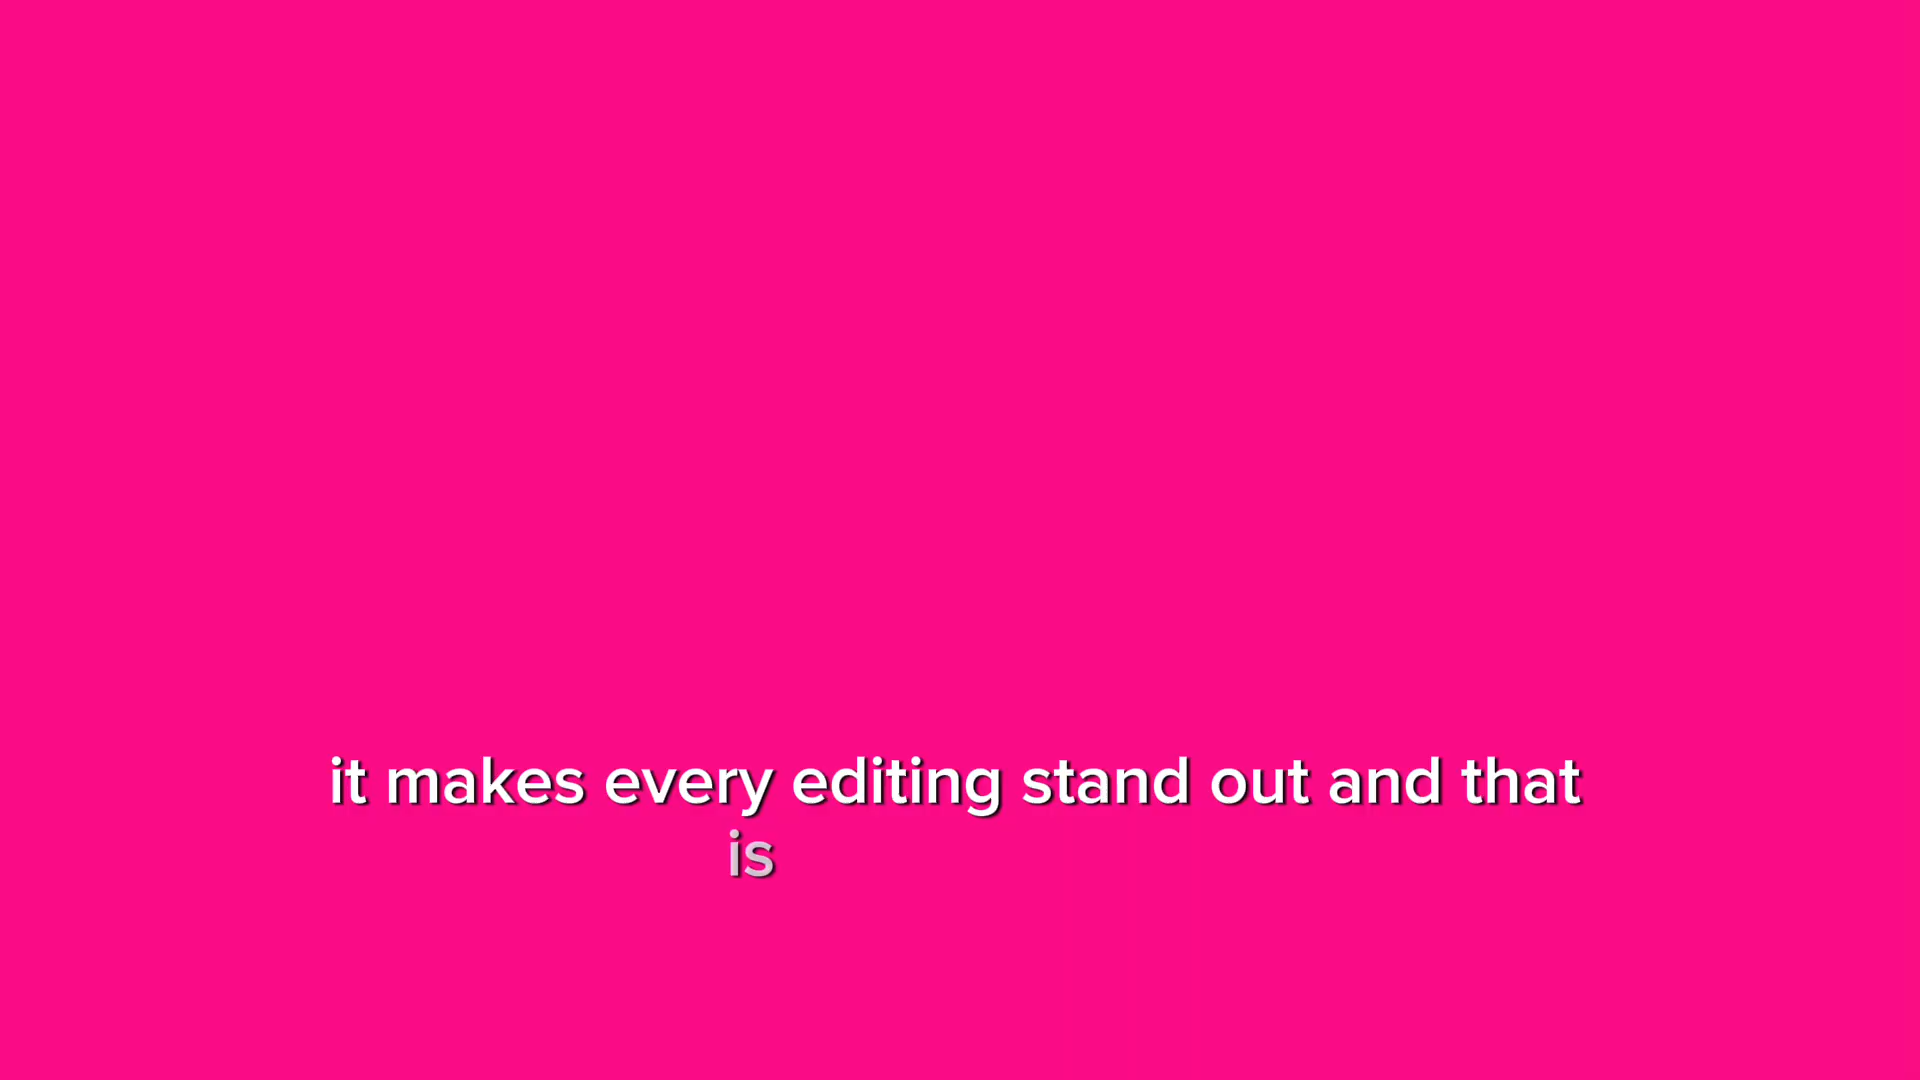 it makes every editing stand out and that
is